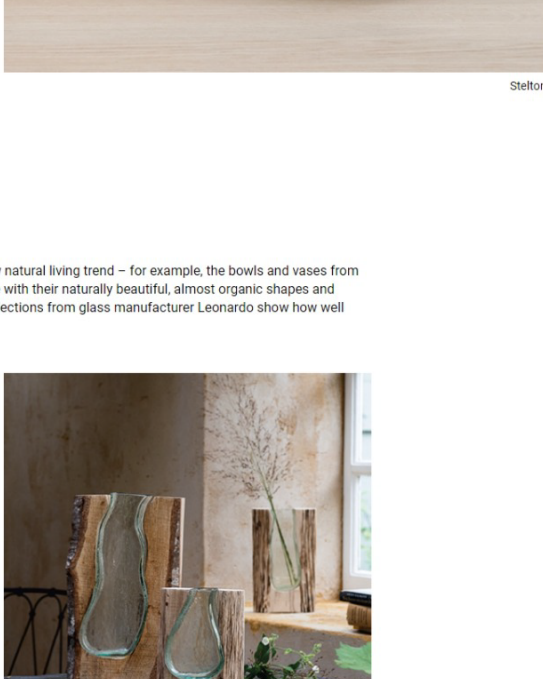 Stelton
natural living trend – for example, the bowls and vases from
with their naturally beautiful, almost organic shapes and
ections from glass manufacturer Leonardo show how well